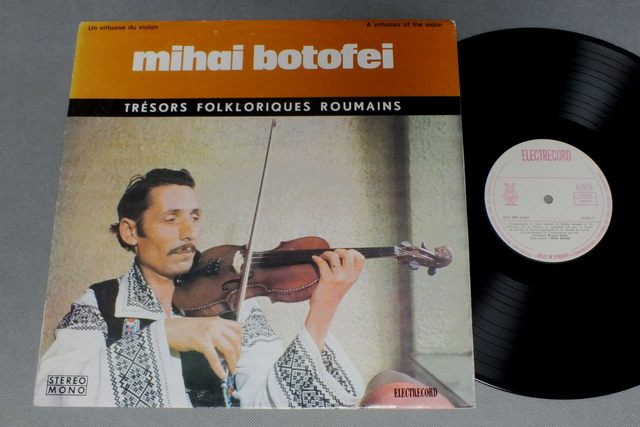 Un virtuose du violon
A virtuoso of the violin
mihai botofei
TRÉSORS FOLKLORIQUES ROUMAINS
STEREO
MONO
ELECTRECORD
ELECTRECORD